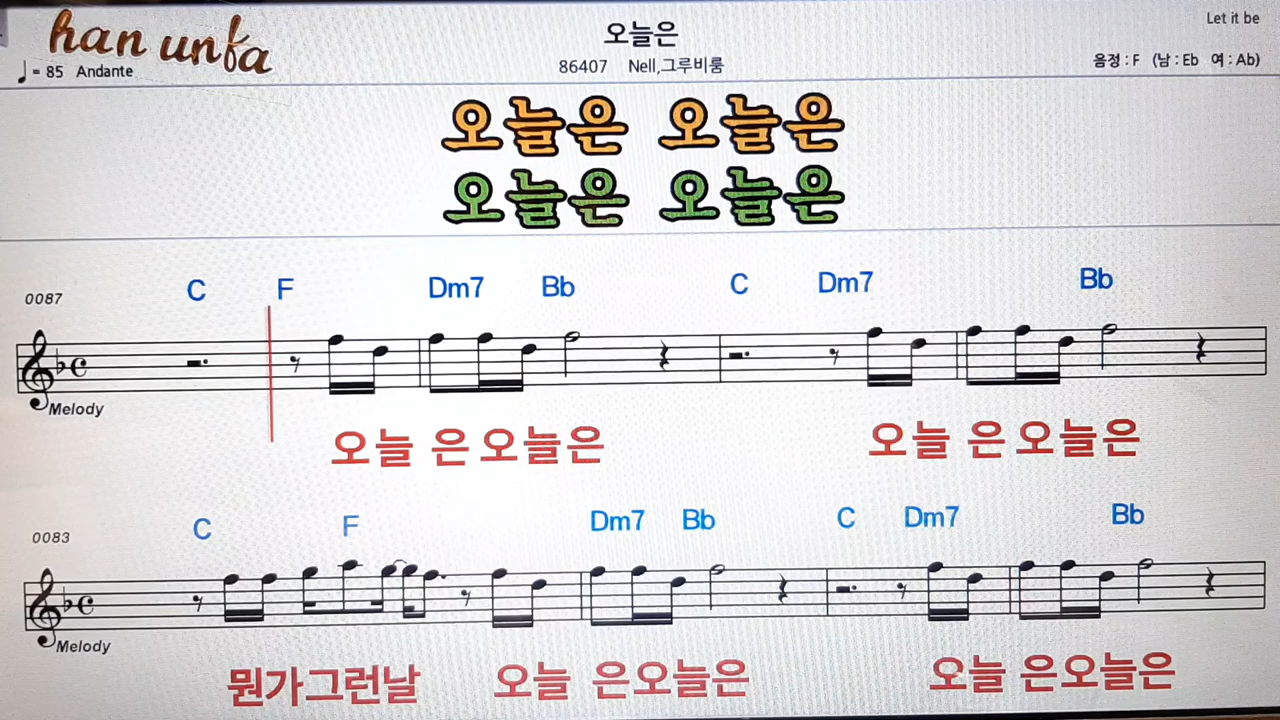 han unfa
오늘은
Let it be
♩= 85 Andante
86407 Nell,그루비룸
음정 : F (남 : Eb 여 : Ab)
오늘은 오늘은
오늘은 오늘은
0087
C F Dm7 Bb C Dm7 Bb
Melody
오늘 은 오늘은 오늘 은 오늘은
0083
C F Dm7 Bb C Dm7 Bb
Melody
뭔가그런날 오늘 은오늘은 오늘 은오늘은